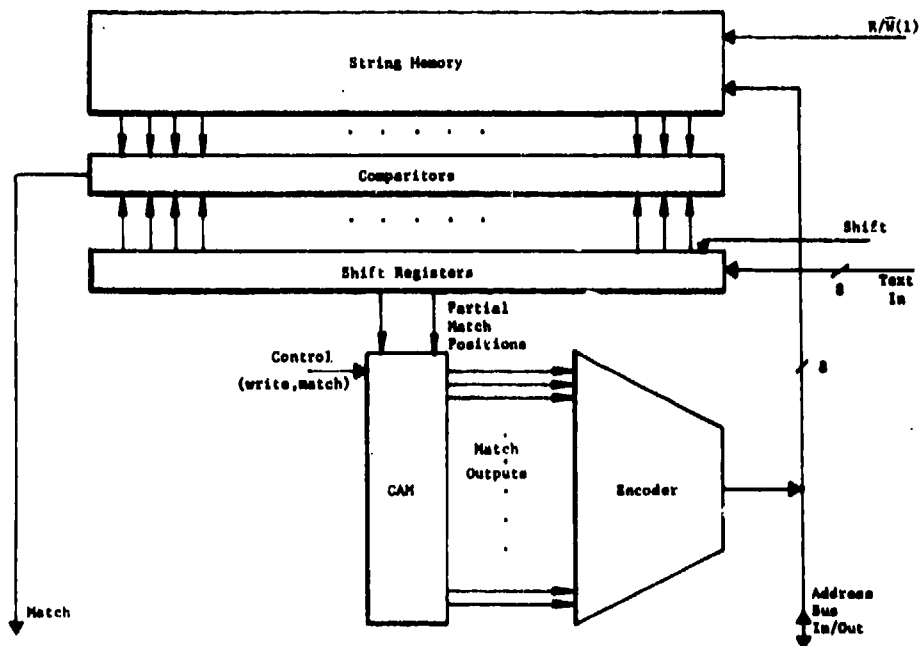 R/W̅(1)
String Memory
Comparitors
Shift
Shift Registers
8
Text
In
Partial
Match
Positions
Control
(write,match)
8
Match
Outputs
CAM
Encoder
Match
Address
Bus
In/Out